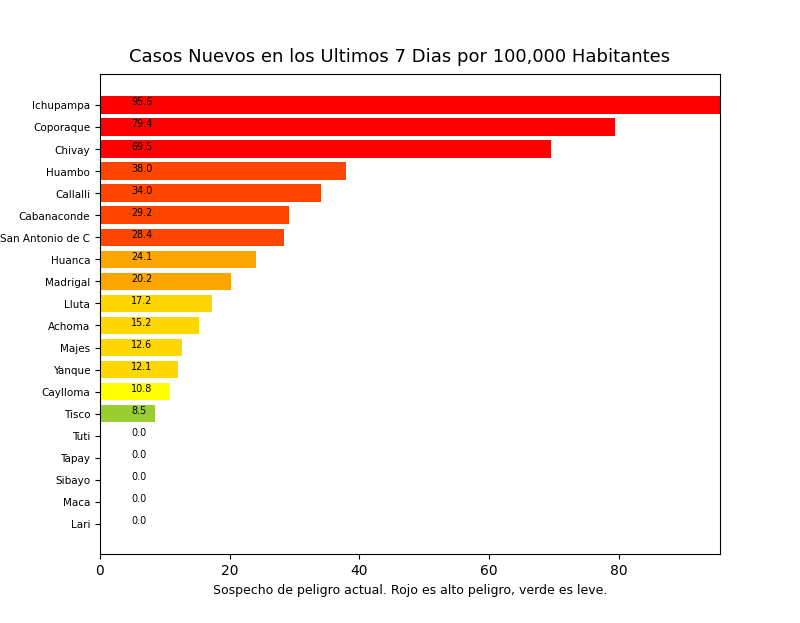 Casos Nuevos en los Ultimos 7 Dias por 100,000 Habitantes
Ichupampa 95.6
Coporaque 79.4
Chivay 69.5
Huambo 38.0
Callalli 34.0
Cabanaconde 29.2
San Antonio de C 28.4
Huanca 24.1
Madrigal 20.2
Lluta 17.2
Achoma 15.2
Majes 12.6
Yanque 12.1
Caylloma 10.8
Tisco 8.5
Tuti 0.0
Tapay 0.0
Sibayo 0.0
Maca 0.0
Lari 0.0
0 20 40 60 80
Sospecho de peligro actual. Rojo es alto peligro, verde es leve.